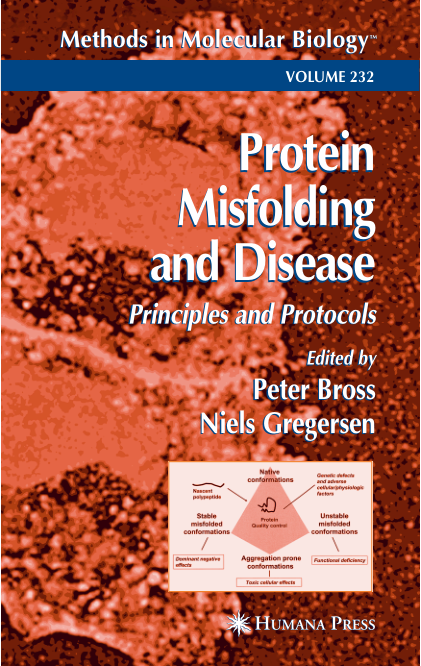 Methods in Molecular Biology™
VOLUME 232
Protein
Misfolding
and Disease
Principles and Protocols
Edited by
Peter Bross
Niels Gregersen
Native
conformations
Genetic defects
and adverse
cellular/physiologic
factors
Nascent
polypeptide
Protein
Quality control
Stable
misfolded
conformations
Unstable
misfolded
conformations
Dominant negative
effects
Aggregation prone
conformations
Functional deficiency
Toxic cellular effects
HUMANA PRESS